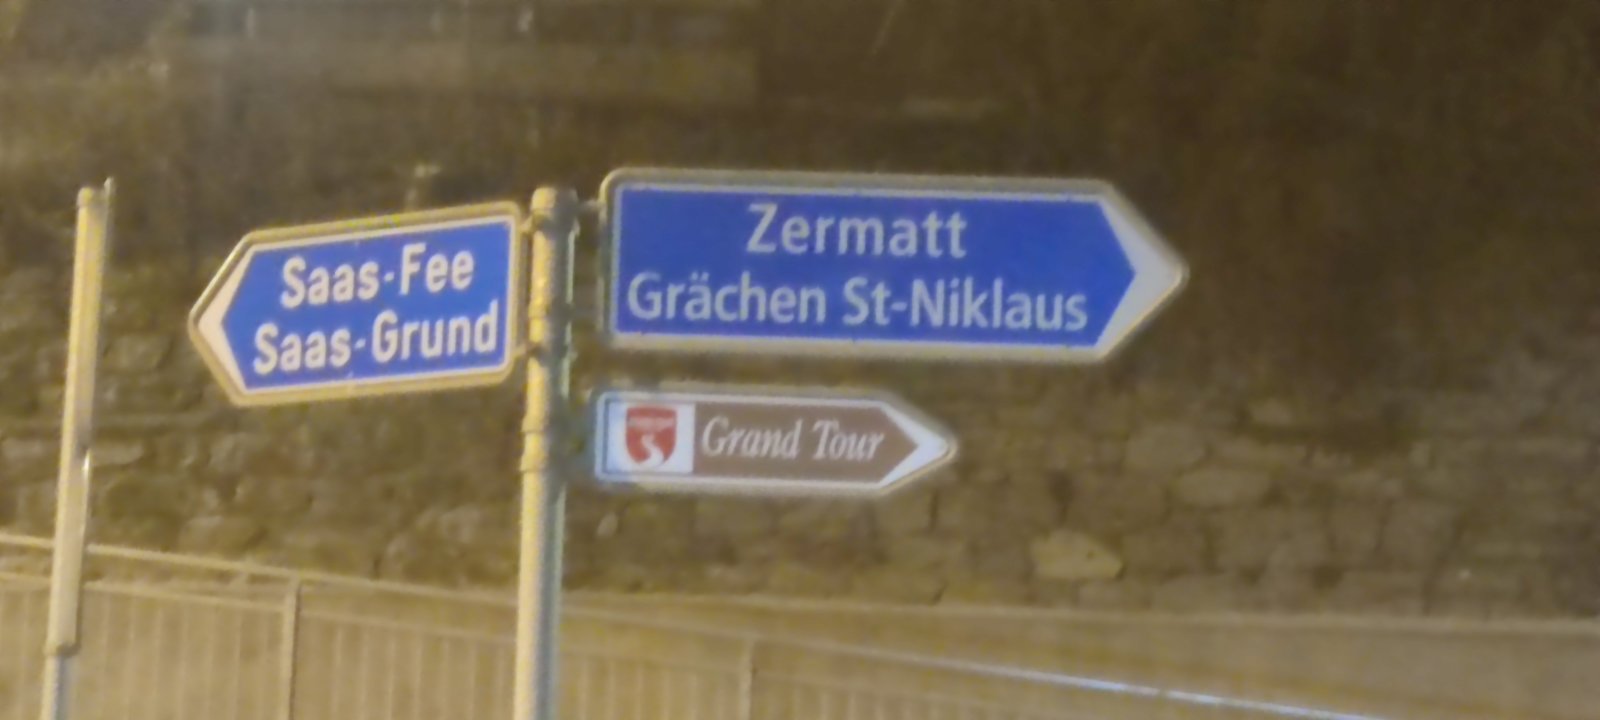 Saas-Fee
Saas-Grund
Zermatt
Grächen St-Niklaus
Grand Tour